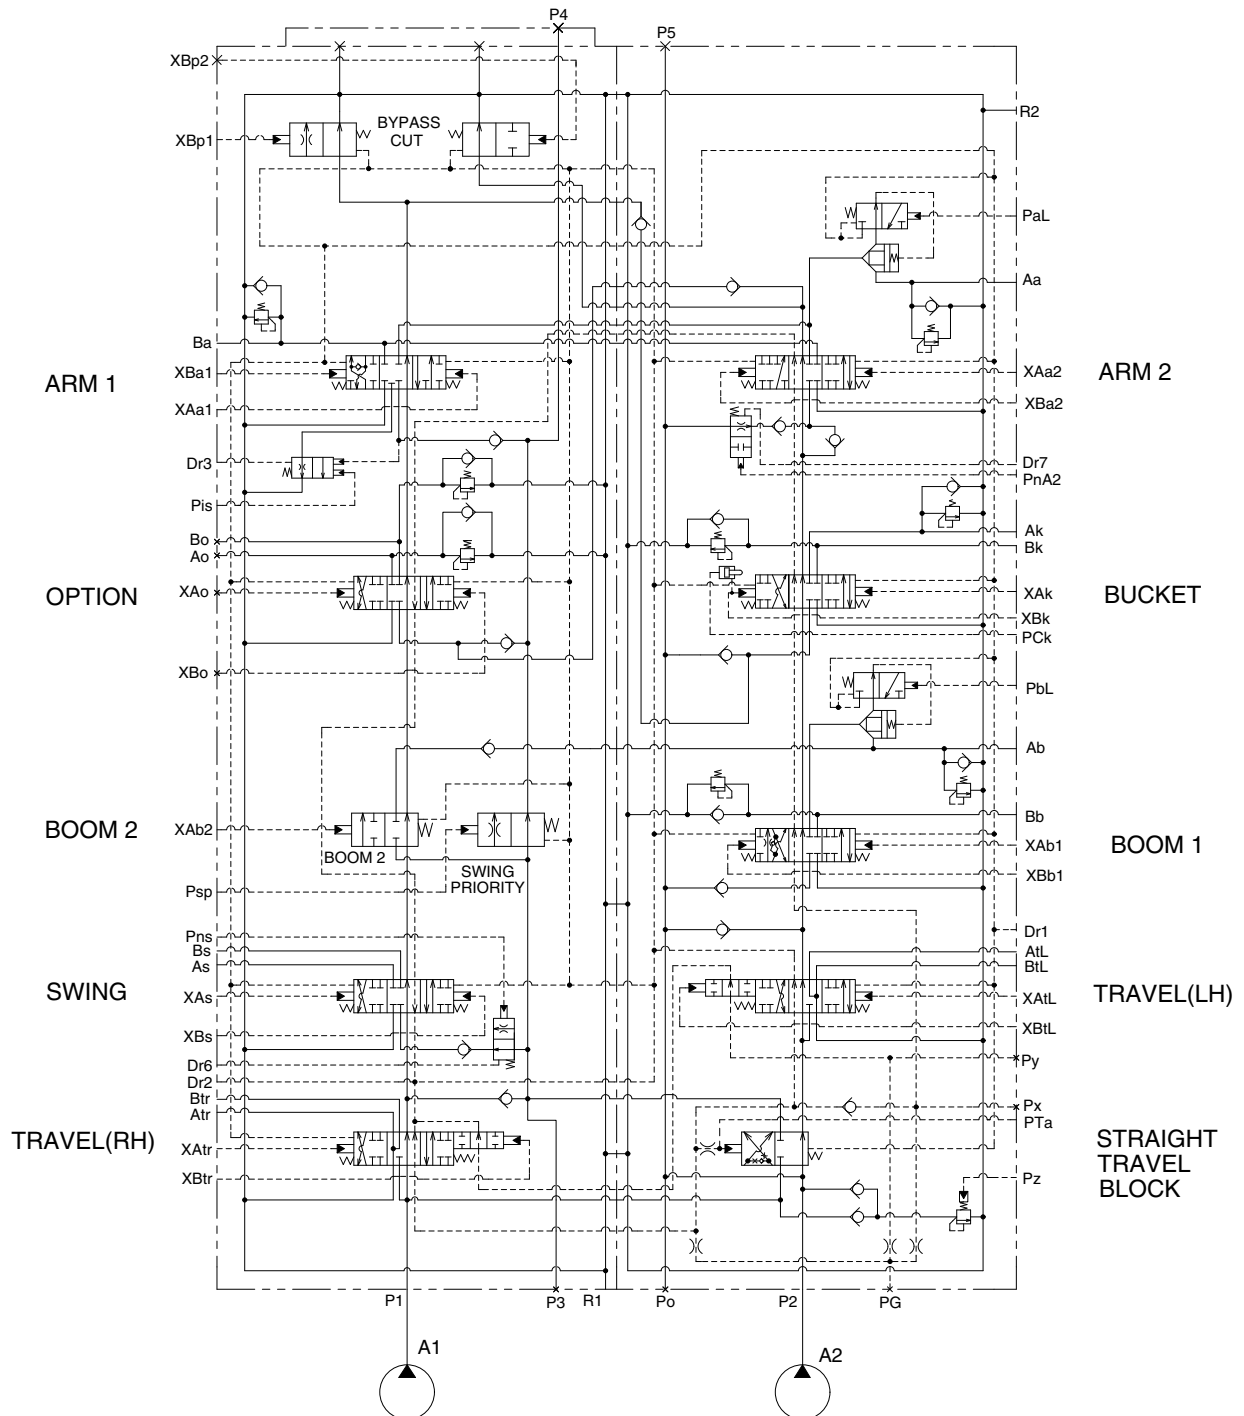 P4
P5
XBp2
R2
XBp1
BYPASS
CUT
PaL
Aa
Ba
XBa1
ARM 1
XAa2
ARM 2
XAa1
XBa2
Dr3
Dr7
PnA2
Pis
Ak
Bo
Bk
Ao
XAo
OPTION
XAk
BUCKET
XBk
PCk
XBo
PbL
Ab
Bb
XAb2
BOOM 2
BOOM 2
SWING
PRIORITY
XAb1
BOOM 1
XBb1
Psp
Pns
Dr1
Bs
AtL
As
BtL
SWING
XAs
XAtL
TRAVEL(LH)
XBs
XBtL
Dr6
Py
Dr2
Btr
Px
Atr
PTa
TRAVEL(RH)
XAtr
STRAIGHT
TRAVEL
BLOCK
XBtr
Pz
P1
P3
R1
Po
P2
PG
A1
A2